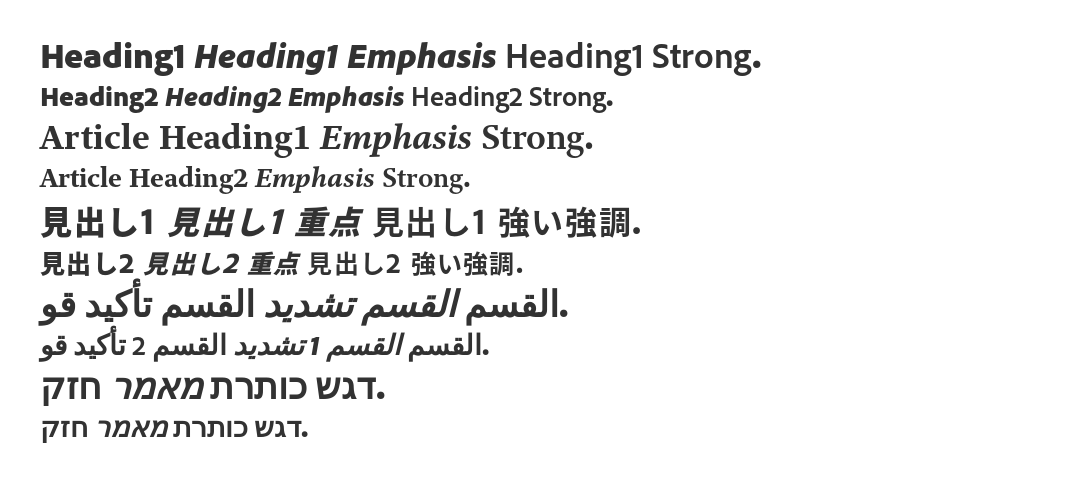 Heading1 Heading1 Emphasis Heading1 Strong.
Heading2 Heading2 Emphasis Heading2 Strong.
Article Heading1 Emphasis Strong.
Article Heading2 Emphasis Strong.
見出し1 見出し1 重点 見出し1 強い強調.
見出し2 見出し2 重点 見出し2 強い強調.
القسم القسم تشديد القسم تأكيد قو.
القسم القسم 1 تشديد القسم 2 تأكيد قو.
דגש כותרת מאמר חזק.
דגש כותרת מאמר חזק.